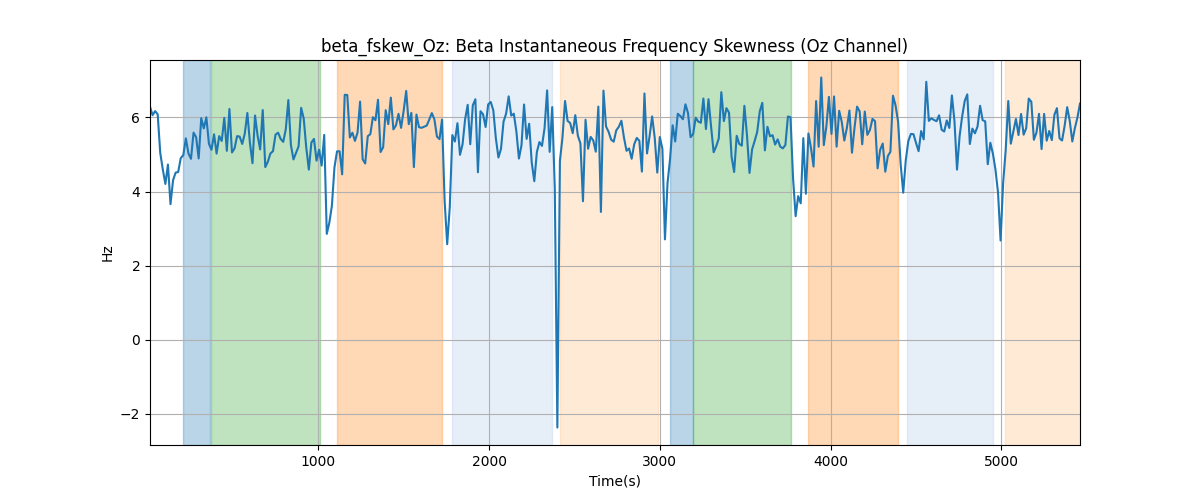 beta_fskew_Oz: Beta Instantaneous Frequency Skewness (Oz Channel)
6
4
2
0
−2
Hz
1000 2000 3000 4000 5000
Time(s)